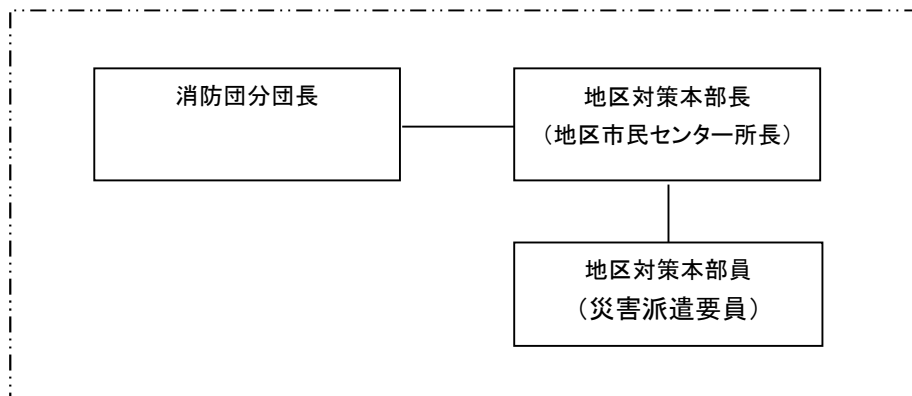 消防団分団長
地区対策本部長
（地区市民センター所長）
地区対策本部員
（災害派遣要員）